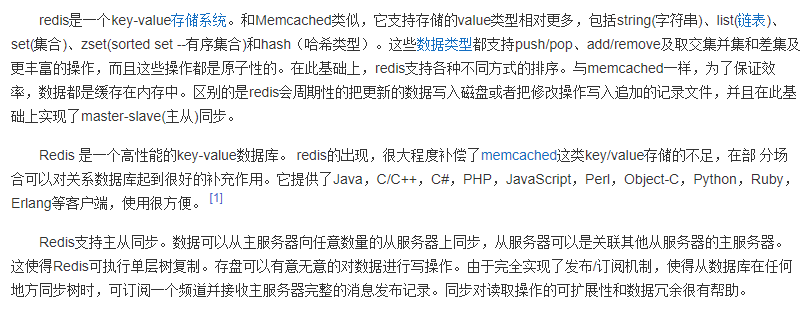 redis是一个key-value存储系统。和Memcached类似，它支持存储的value类型相对更多，包括string(字符串)、list(链表)、
set(集合)、zset(sorted set --有序集合)和hash（哈希类型）。这些数据类型都支持push/pop、add/remove及取交集并集和差集及
更丰富的操作，而且这些操作都是原子性的。在此基础上，redis支持各种不同方式的排序。与memcached一样，为了保证效
率，数据都是缓存在内存中。区别的是redis会周期性的把更新的数据写入磁盘或者把修改操作写入追加的记录文件，并且在此基
础上实现了master-slave(主从)同步。
Redis 是一个高性能的key-value数据库。 redis的出现，很大程度补偿了memcached这类key/value存储的不足，在部 分场
合可以对关系数据库起到很好的补充作用。它提供了Java，C/C++，C#，PHP，JavaScript，Perl，Object-C，Python，Ruby，
Erlang等客户端，使用很方便。 [1]
Redis支持主从同步。数据可以从主服务器向任意数量的从服务器上同步，从服务器可以是关联其他从服务器的主服务器。
这使得Redis可执行单层树复制。存盘可以有意无意的对数据进行写操作。由于完全实现了发布/订阅机制，使得从数据库在任何
地方同步树时，可订阅一个频道并接收主服务器完整的消息发布记录。同步对读取操作的可扩展性和数据冗余很有帮助。